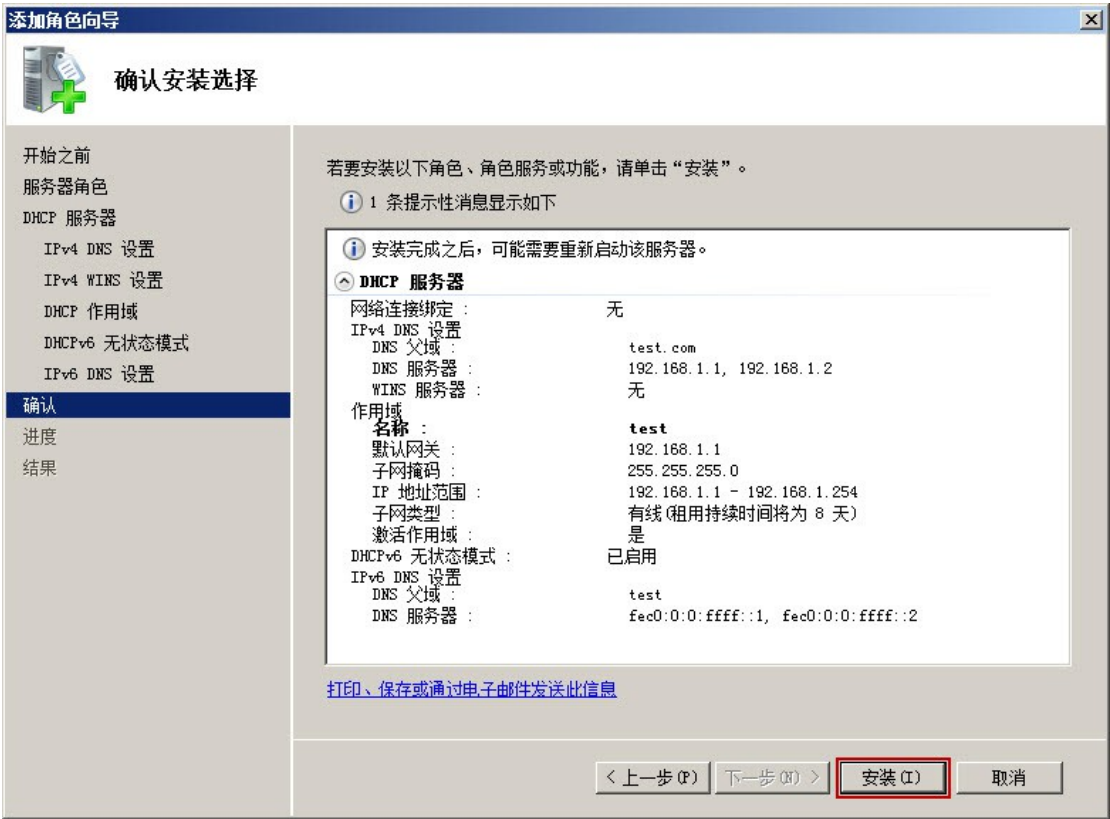 添加角色向导
确认安装选择
开始之前
服务器角色
DHCP 服务器
IPv4 DNS 设置
IPv4 WINS 设置
DHCP 作用域
DHCPv6 无状态模式
IPv6 DNS 设置
确认
进度
结果
若要安装以下角色、角色服务或功能，请单击“安装”。
1 条提示性消息显示如下
安装完成之后，可能需要重新启动该服务器。
DHCP 服务器
网络连接绑定 : 无
IPv4 DNS 设置
DNS 父域 : test.com
DNS 服务器 : 192.168.1.1, 192.168.1.2
WINS 服务器 : 无
作用域
名称 : test
默认网关 : 192.168.1.1
子网掩码 : 255.255.255.0
IP 地址范围 : 192.168.1.1 - 192.168.1.254
子网类型 : 有线(租用持续时间将为 8 天)
激活作用域 : 是
DHCPv6 无状态模式 : 已启用
IPv6 DNS 设置
DNS 父域 : test
DNS 服务器 : fec0:0:0:ffff::1, fec0:0:0:ffff::2
打印、保存或通过电子邮件发送此信息
< 上一步(P) 下一步(N) > 安装(I) 取消